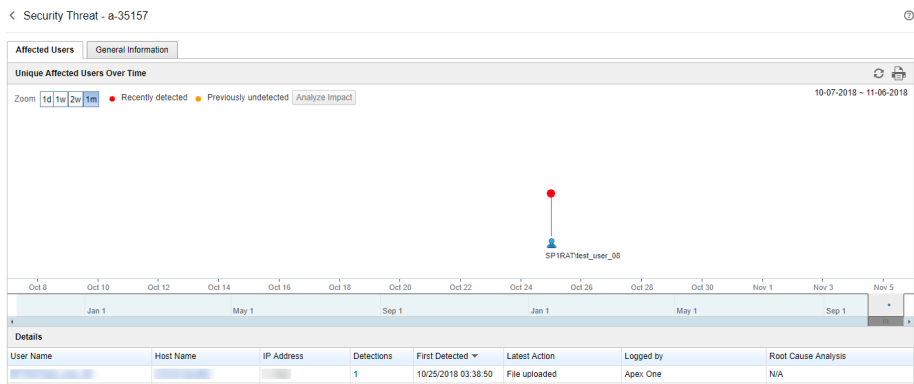 Security Threat - a-35157
Affected Users General Information
Unique Affected Users Over Time
Zoom 1d 1w 2w 1m Recently detected Previously undetected Analyze Impact 10-07-2018 ~ 11-06-2018
SP1RAT\test_user_08
Oct 8 Oct 10 Oct 12 Oct 14 Oct 16 Oct 18 Oct 20 Oct 22 Oct 24 Oct 26 Oct 28 Oct 30 Nov 1 Nov 3 Nov 5
Jan 1 May 1 Sep 1 Jan 1 May 1 Sep 1
Details
User Name Host Name IP Address Detections First Detected Latest Action Logged by Root Cause Analysis
1 10/25/2018 03:38:50 File uploaded Apex One N/A